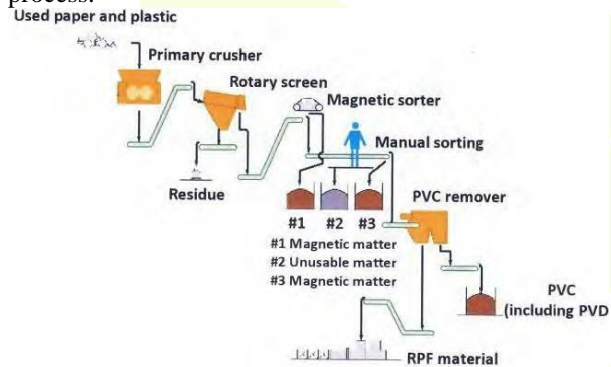 process.
Used paper and plastic
Primary crusher
Rotary screen
Magnetic sorter
Manual sorting
Residue
PVC remover
#1 #2 #3
#1 Magnetic matter
#2 Unusable matter
#3 Magnetic matter
PVC
(including PVD
RPF material